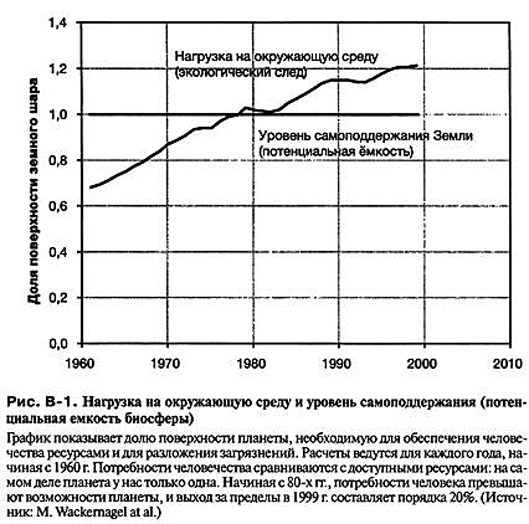 1,4
Нагрузка на окружающую среду
(экологический след)
1,2
1,0
Уровень самоподдержания Земли
(потенциальная ёмкость)
0,8
0,6
0,4
0,2
0,0
Доля поверхности земного шара
1960 1970 1980 1990 2000 2010
Рис. В-1. Нагрузка на окружающую среду и уровень самоподдержания (потен-
циальная емкость биосферы)
График показывает долю поверхности планеты, необходимую для обеспечения челове-
чества ресурсами и для разложения загрязнений. Расчеты ведутся для каждого года, на-
чиная с 1960 г. Потребности человечества сравниваются с доступными ресурсами: на са-
мом деле планета у нас только одна. Начиная с 80-х гг., потребности человека превыша-
ют возможности планеты, и выход за пределы в 1999 г. составляет порядка 20%. (Источ-
ник: M. Wackernagel at al.)